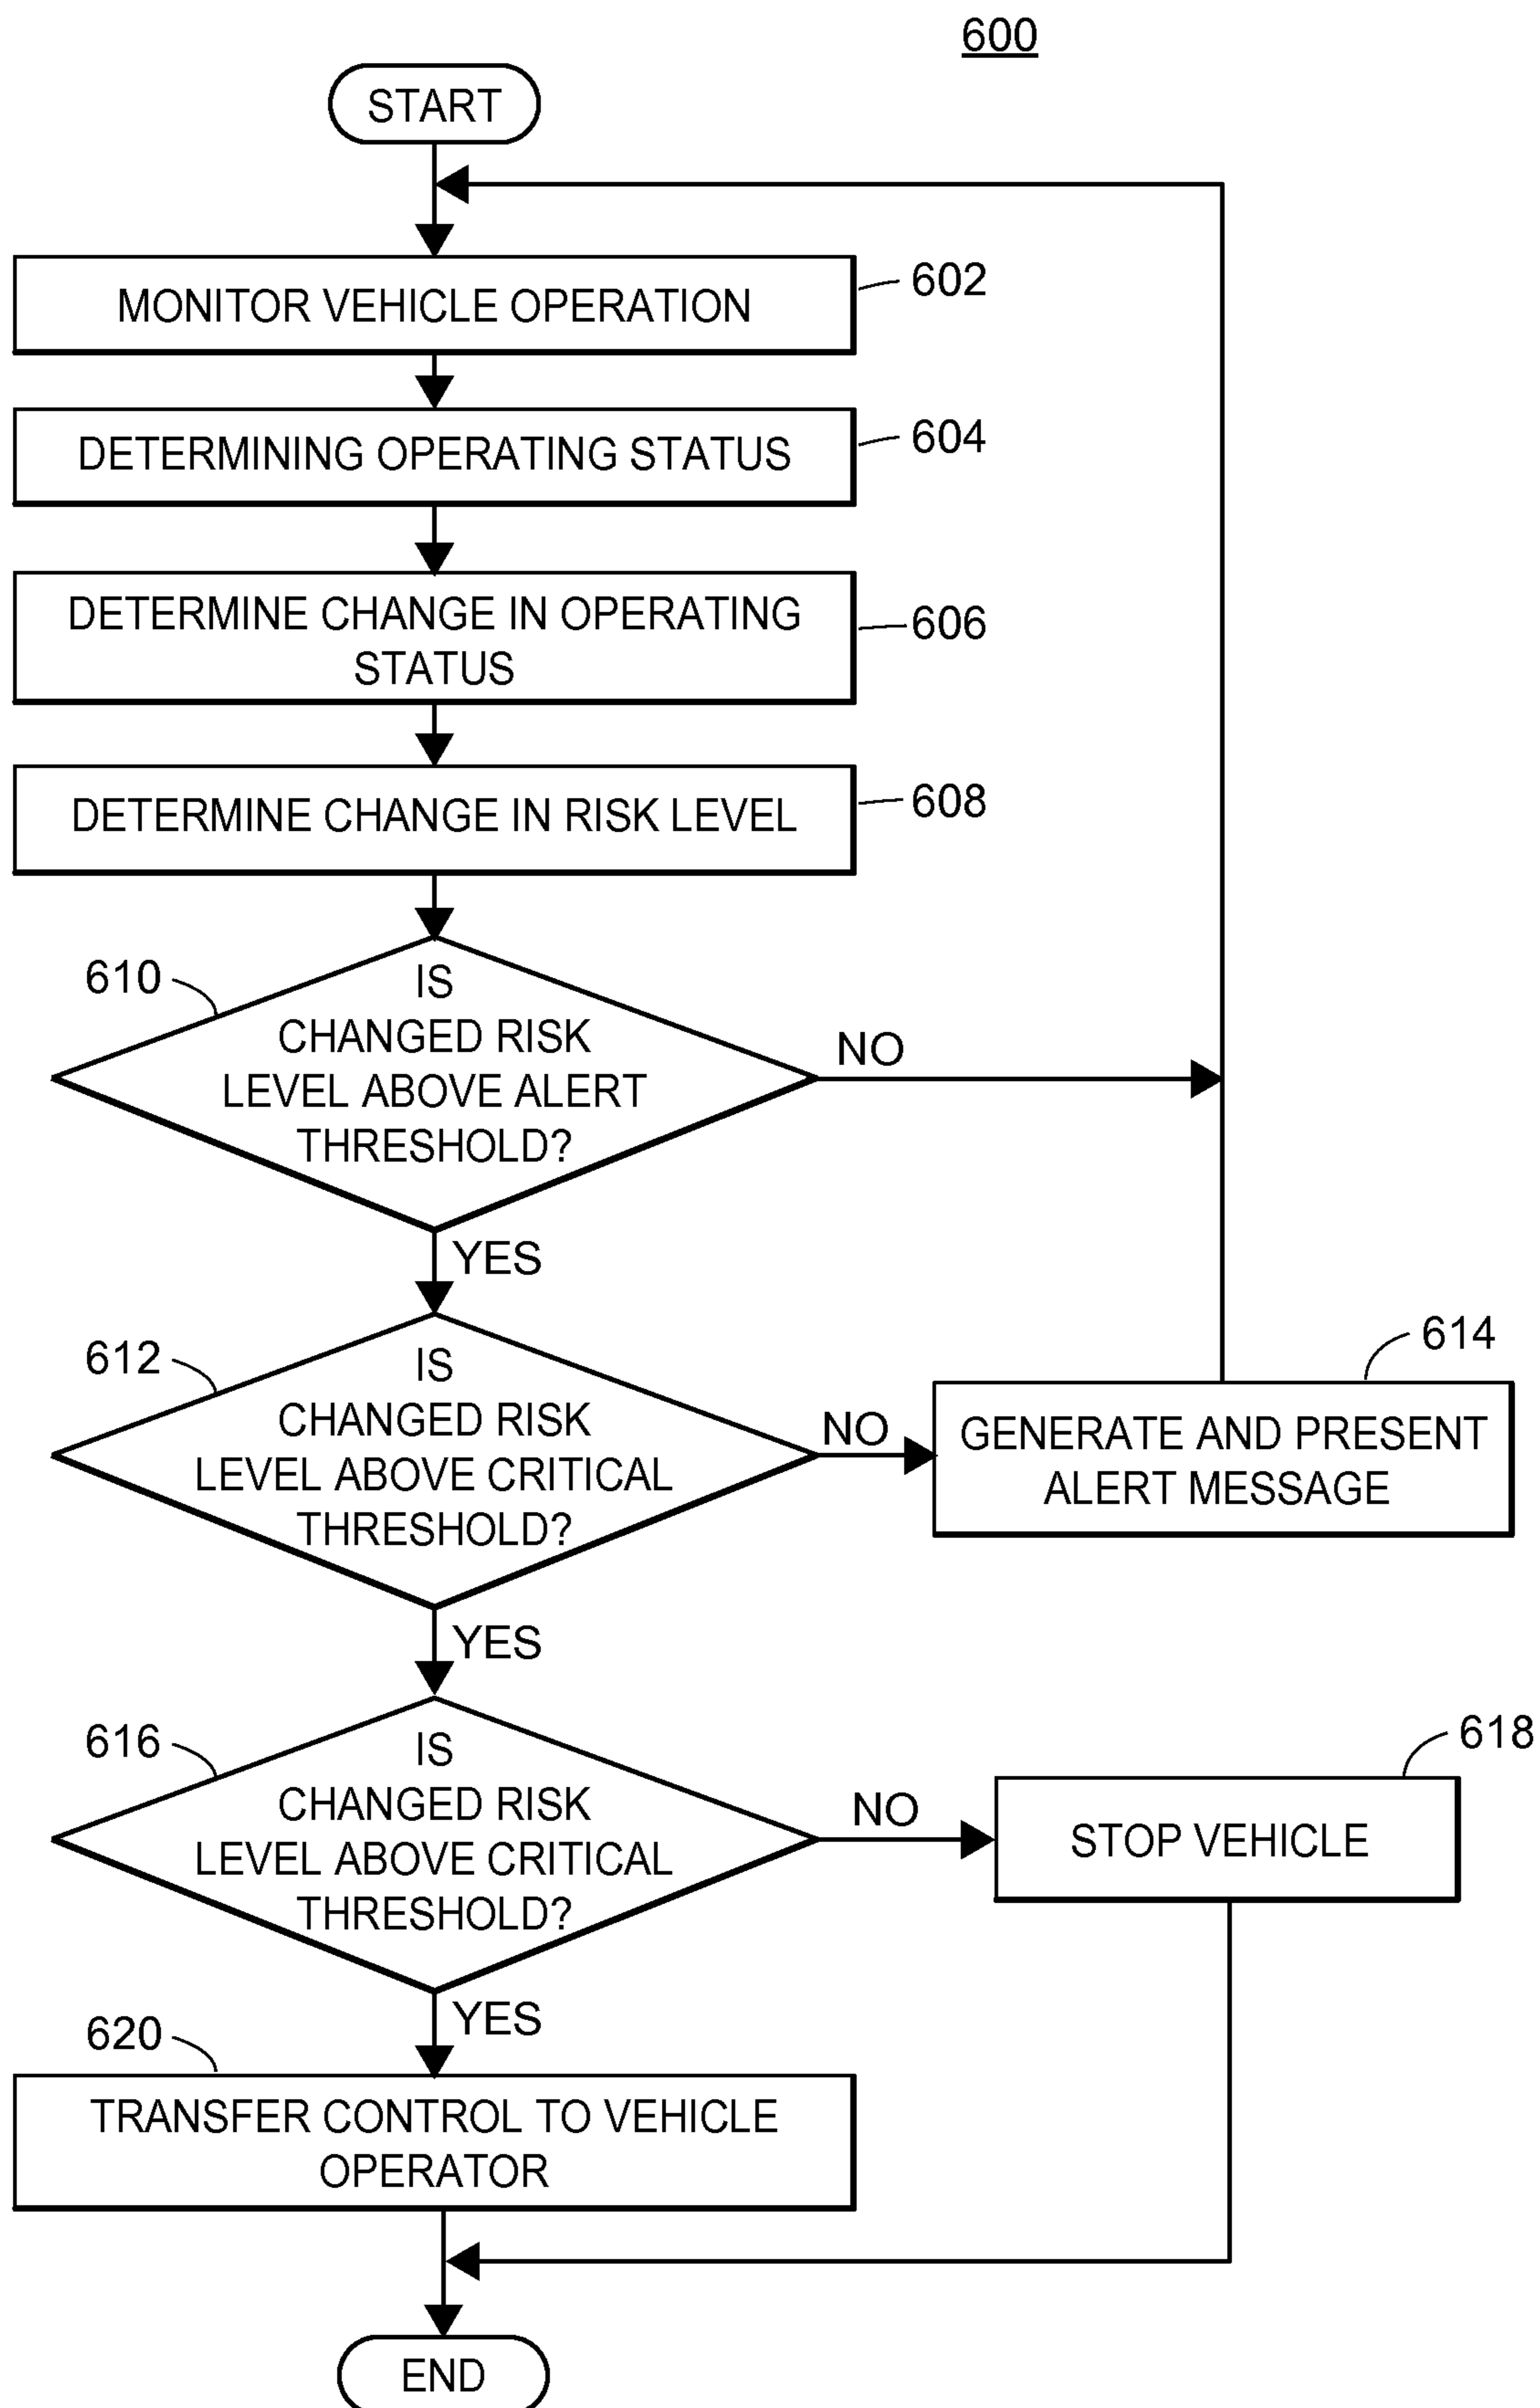 600
START
MONITOR VEHICLE OPERATION
602
DETERMINING OPERATING STATUS
604
DETERMINE CHANGE IN OPERATING
STATUS
606
DETERMINE CHANGE IN RISK LEVEL
608
610
IS
CHANGED RISK
LEVEL ABOVE ALERT
THRESHOLD?
NO
YES
612
IS
CHANGED RISK
LEVEL ABOVE CRITICAL
THRESHOLD?
NO
614
GENERATE AND PRESENT
ALERT MESSAGE
YES
616
IS
CHANGED RISK
LEVEL ABOVE CRITICAL
THRESHOLD?
NO
618
STOP VEHICLE
YES
620
TRANSFER CONTROL TO VEHICLE
OPERATOR
END